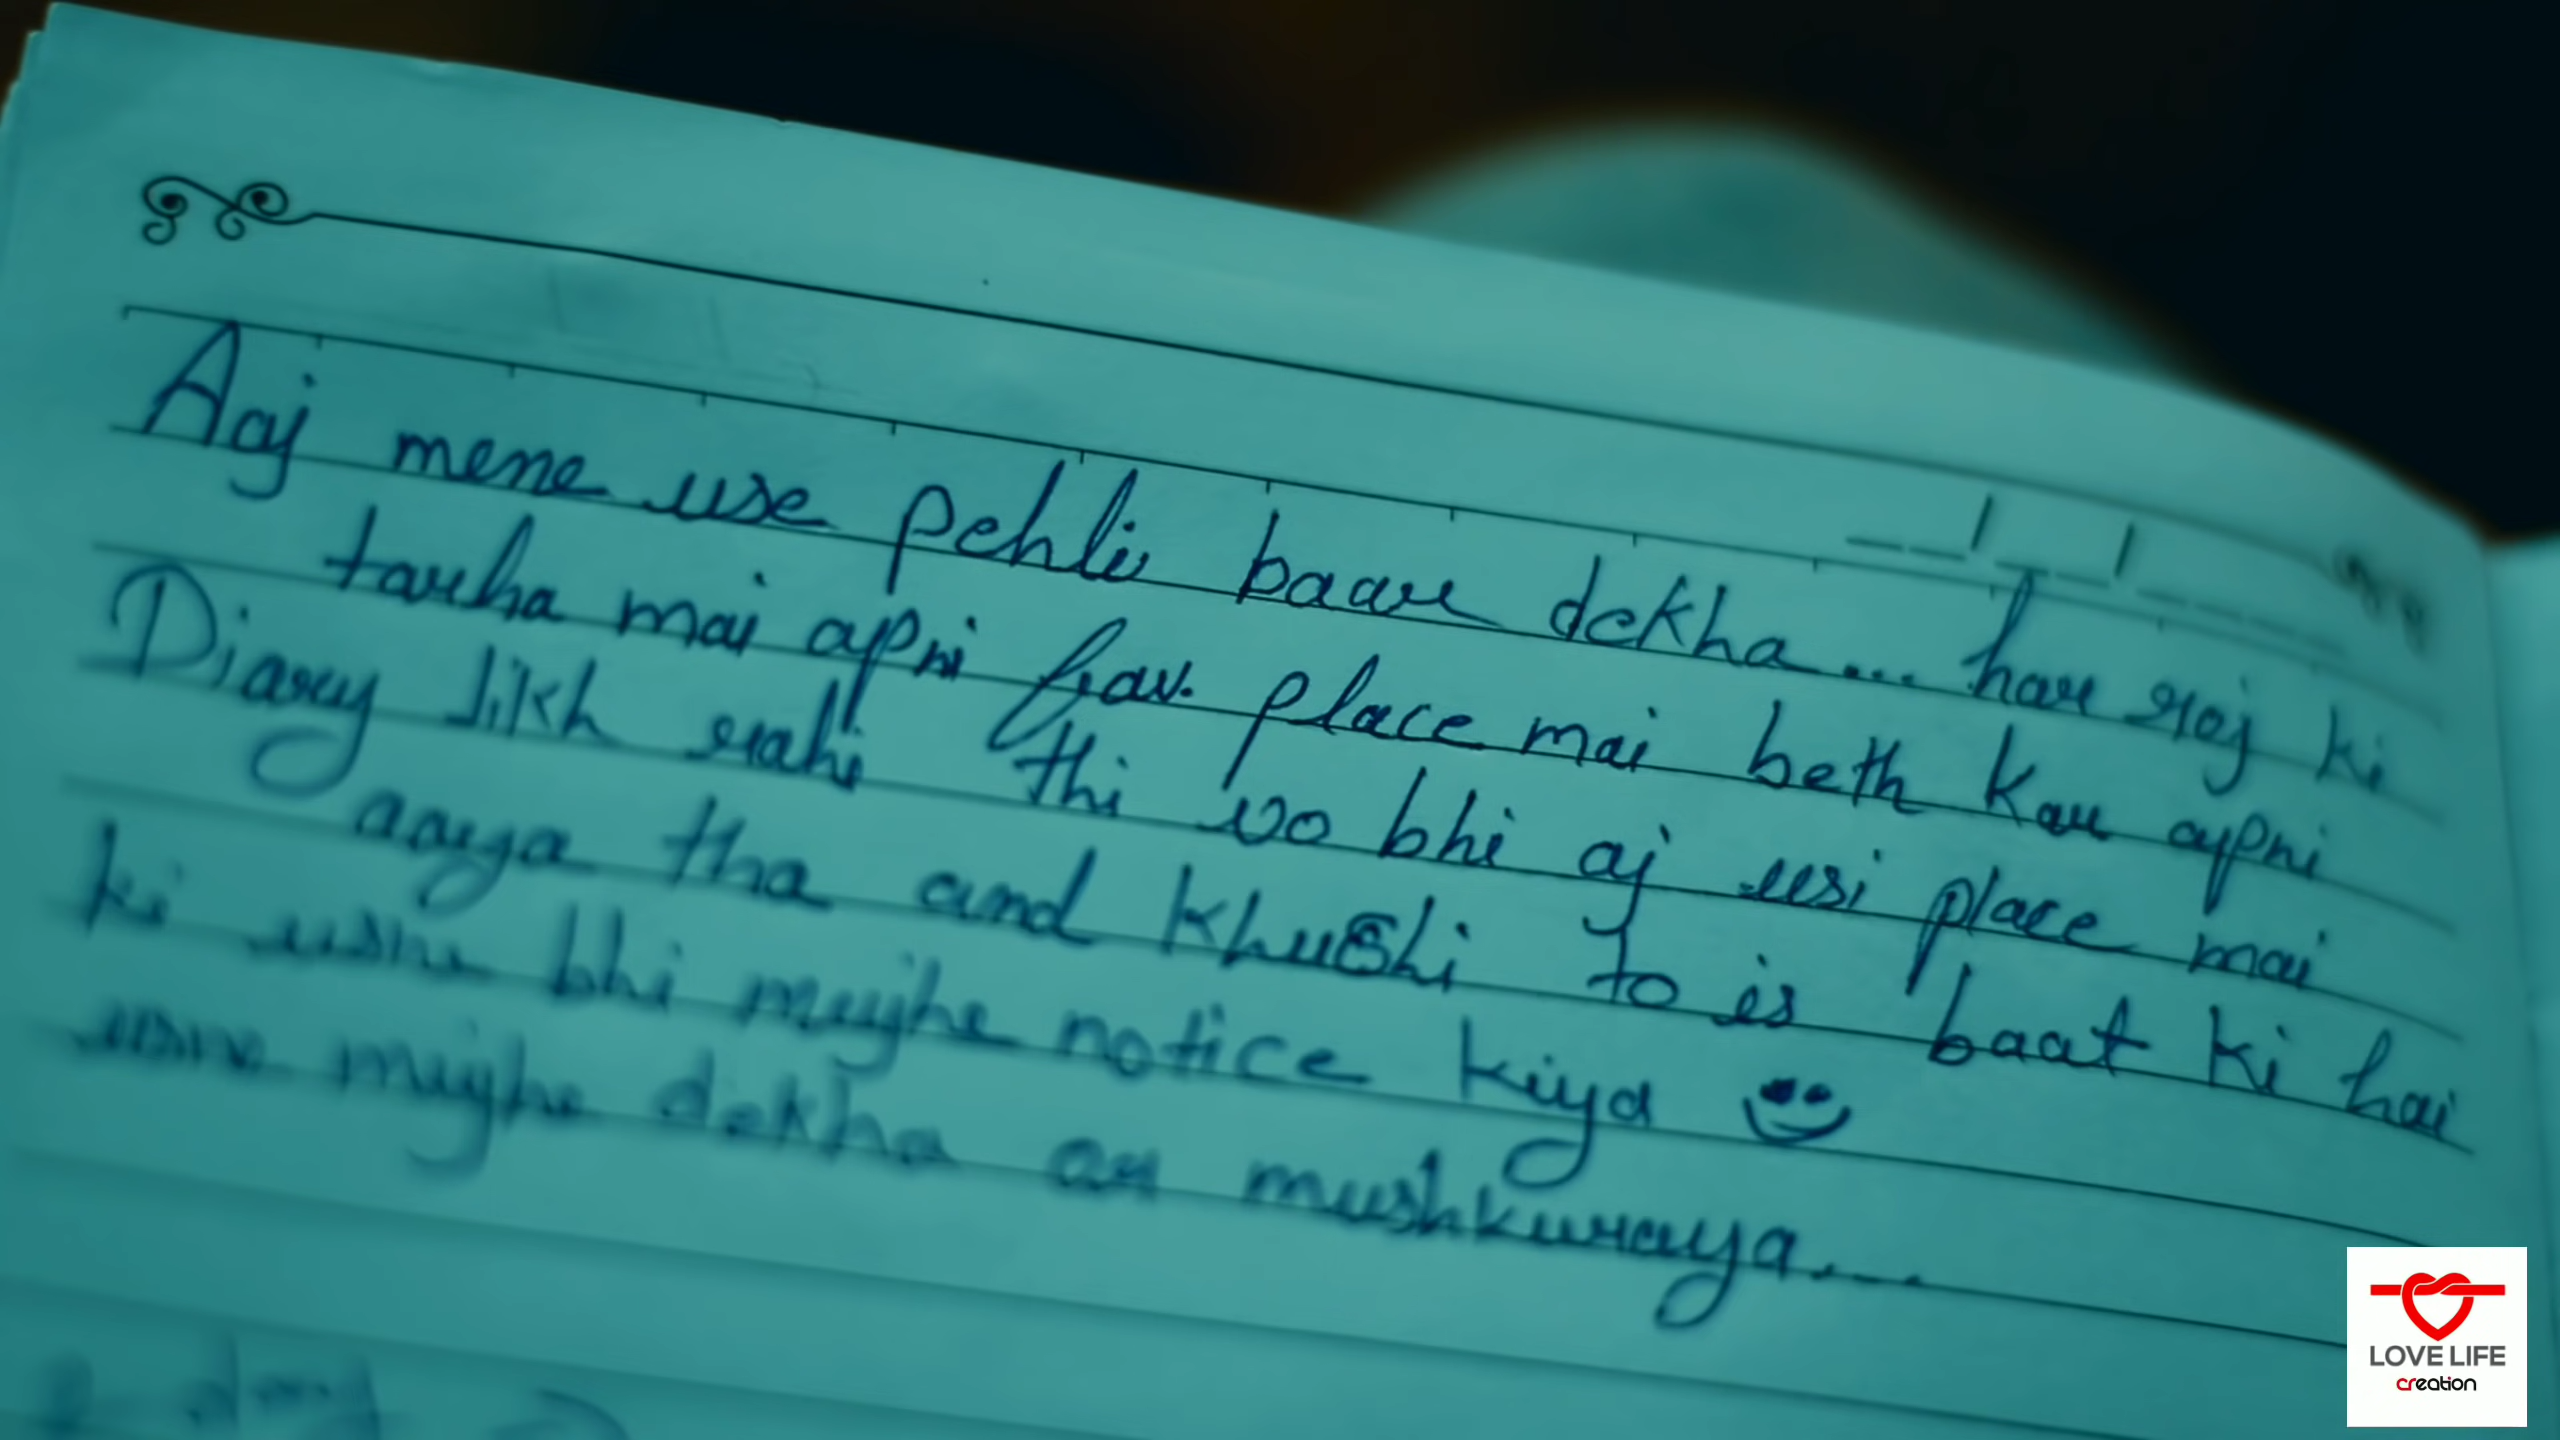 Aaj mene use pehli baar dekha... har roj ki
tarha mai apni fav. place mai beth kar apni
Diary likh rahi thi vo bhi aj usi place mai
aaya tha and khushi to is baat ki hai
ki usne bhi mujhe notice kiya
usne mujhe dekha or mushkuraya...
LOVE LIFE
creation